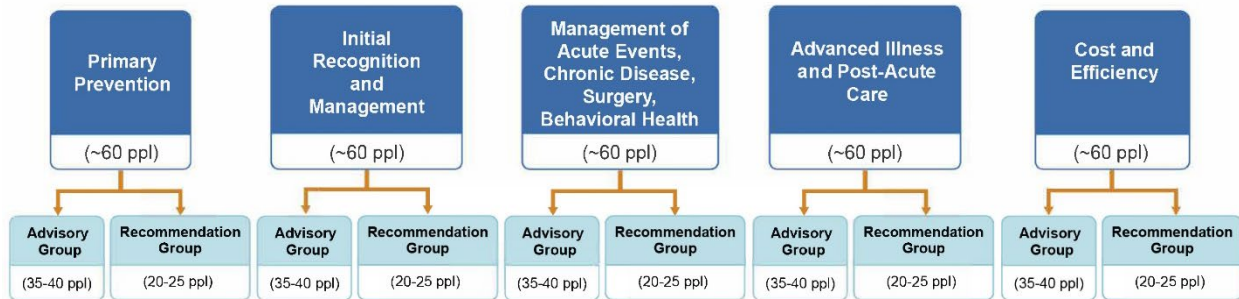 Primary
Prevention
(~60 ppl)
Initial
Recognition
and
Management
(~60 ppl)
Management of
Acute Events,
Chronic Disease,
Surgery,
Behavioral Health
(~60 ppl)
Advanced Illness
and Post-Acute
Care
(~60 ppl)
Cost and
Efficiency
(~60 ppl)
Advisory
Group
(35-40 ppl)
Recommendation
Group
(20-25 ppl)
Advisory
Group
(35-40 ppl)
Recommendation
Group
(20-25 ppl)
Advisory
Group
(35-40 ppl)
Recommendation
Group
(20-25 ppl)
Advisory
Group
(35-40 ppl)
Recommendation
Group
(20-25 ppl)
Advisory
Group
(35-40 ppl)
Recommendation
Group
(20-25 ppl)